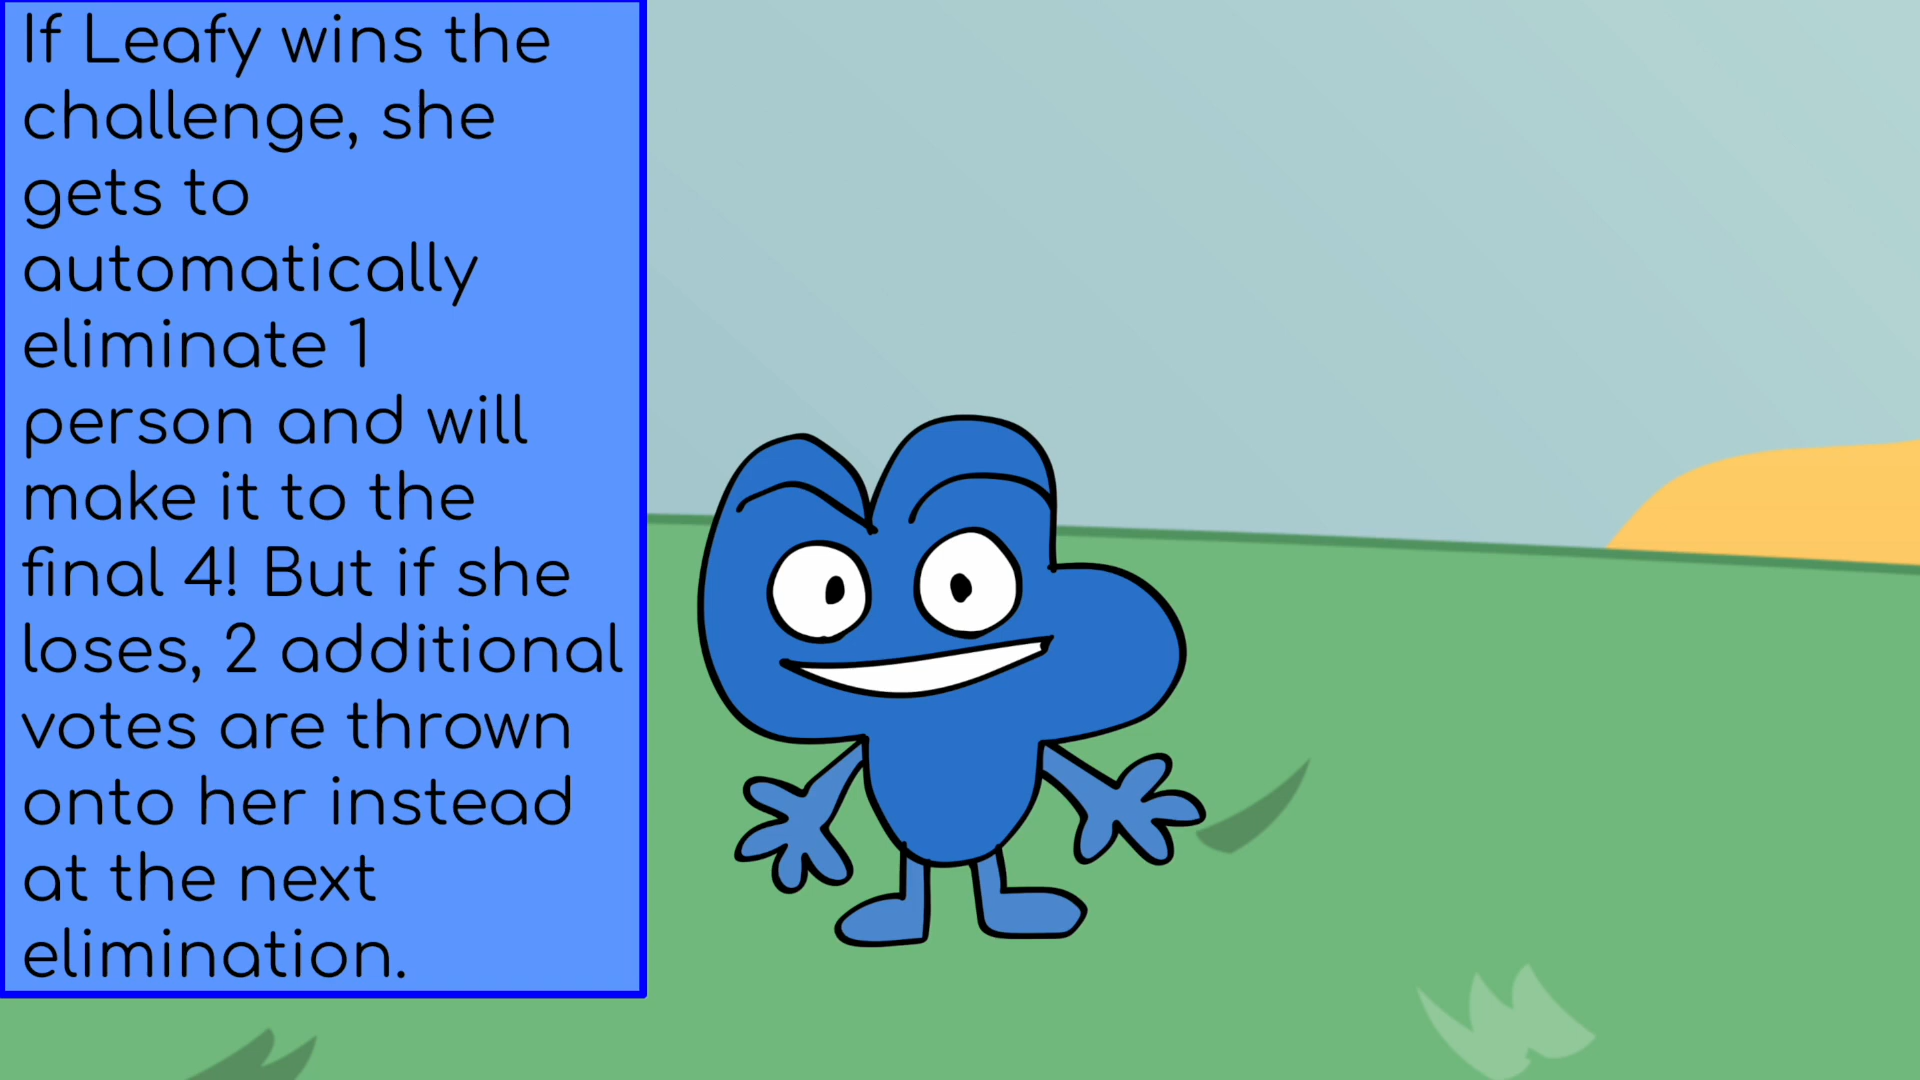 If Leafy wins the
challenge, she
gets to
automatically
eliminate 1
person and will
make it to the
final 4! But if she
loses, 2 additional
votes are thrown
onto her instead
at the next
elimination.